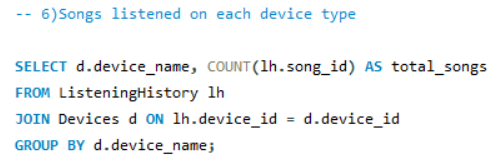 -- 6)Songs listened on each device type
SELECT d.device_name, COUNT(lh.song_id) AS total_songs
FROM ListeningHistory lh
JOIN Devices d ON lh.device_id = d.device_id
GROUP BY d.device_name;